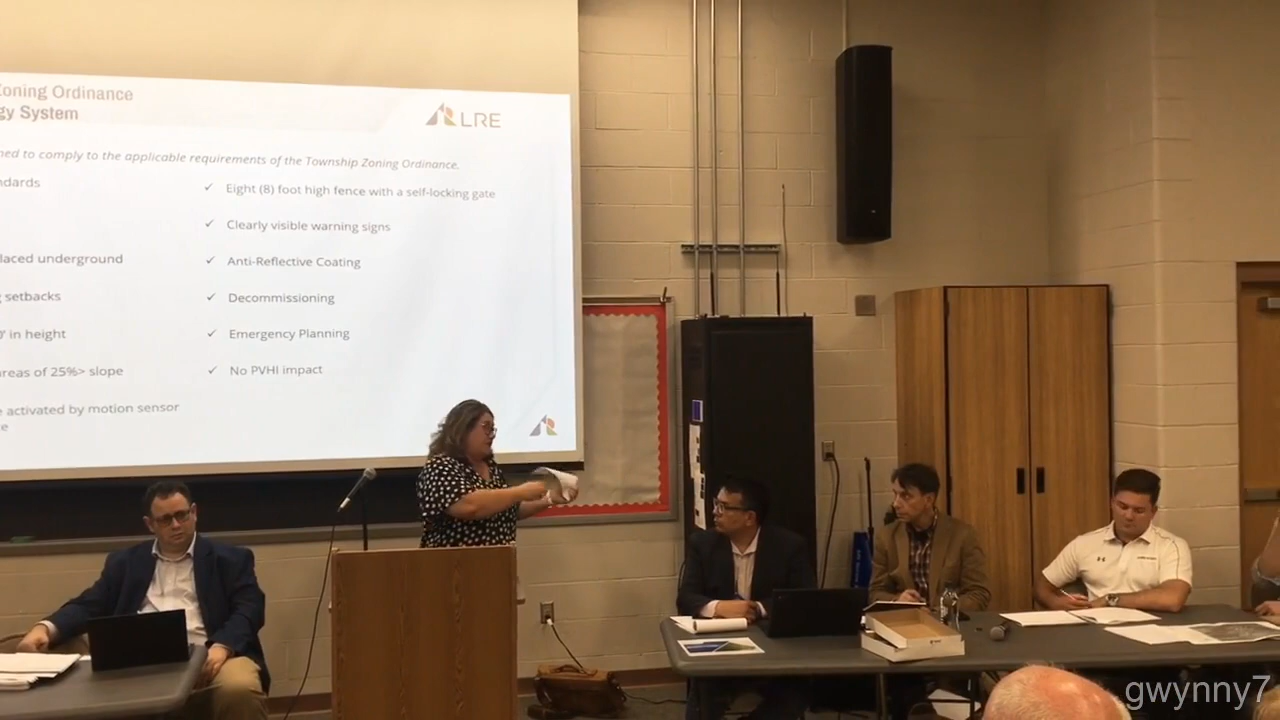 Zoning Ordinance
gy System
LRE
ned to comply to the applicable requirements of the Township Zoning Ordinance.
ndards
Eight (8) foot high fence with a self-locking gate
Clearly visible warning signs
laced underground
Anti-Reflective Coating
setbacks
Decommissioning
' in height
Emergency Planning
reas of 25%> slope
No PVHI impact
e activated by motion sensor
e
gwynny7